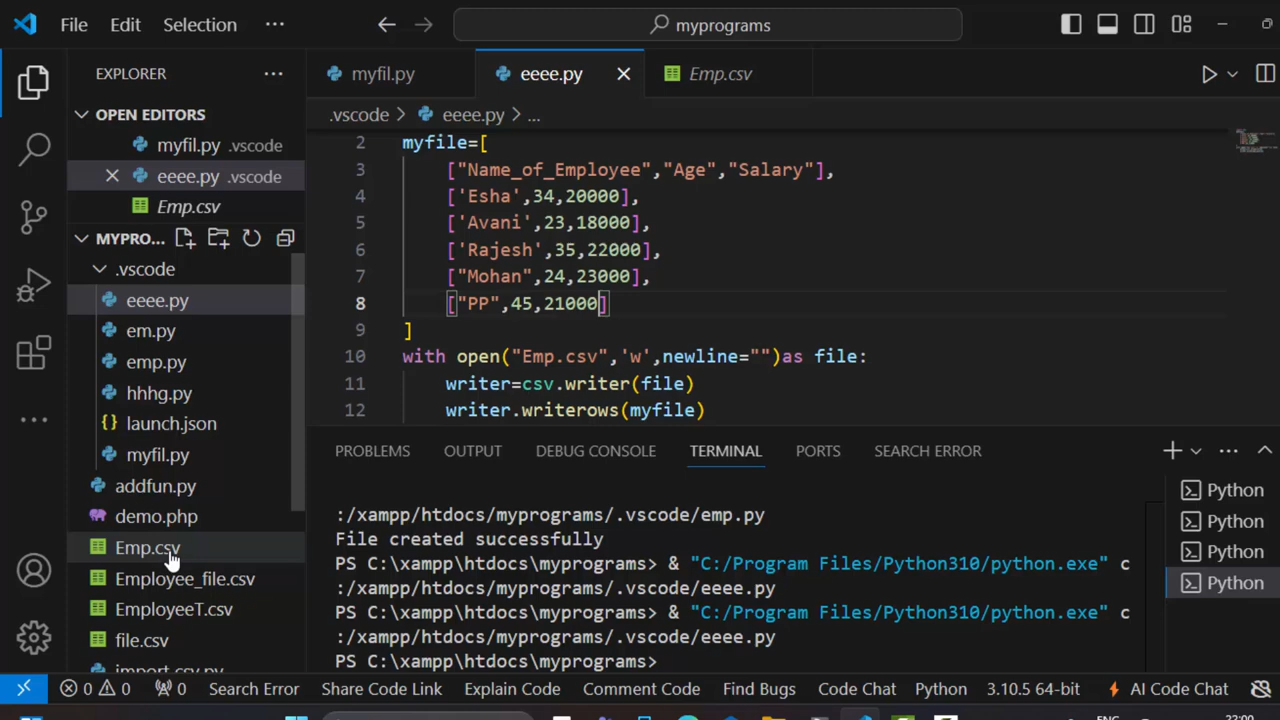 File Edit Selection ··· myprograms
EXPLORER ···
OPEN EDITORS
myfil.py .vscode
eeee.py .vscode
Emp.csv
MYPRO...
.vscode
eeee.py
em.py
emp.py
hhhg.py
launch.json
myfil.py
addfun.py
demo.php
Emp.csv
Employee_file.csv
EmployeeT.csv
file.csv
import csv.py
myfil.py eeee.py Emp.csv
.vscode > eeee.py > ...
2 myfile=[
3 ["Name_of_Employee","Age","Salary"],
4 ['Esha',34,20000],
5 ['Avani',23,18000],
6 ['Rajesh',35,22000],
7 ["Mohan",24,23000],
8 ["PP",45,21000]
9 ]
10 with open("Emp.csv",'w',newline="")as file:
11 writer=csv.writer(file)
12 writer.writerows(myfile)
PROBLEMS OUTPUT DEBUG CONSOLE TERMINAL PORTS SEARCH ERROR
:/xampp/htdocs/myprograms/.vscode/emp.py
File created successfully
PS C:\xampp\htdocs\myprograms> & "C:/Program Files/Python310/python.exe" c
:/xampp/htdocs/myprograms/.vscode/eeee.py
PS C:\xampp\htdocs\myprograms> & "C:/Program Files/Python310/python.exe" c
:/xampp/htdocs/myprograms/.vscode/eeee.py
PS C:\xampp\htdocs\myprograms>
Python
Python
Python
Python
0 0 0 Search Error Share Code Link Explain Code Comment Code Find Bugs Code Chat Python 3.10.5 64-bit AI Code Chat
ENG 22:00